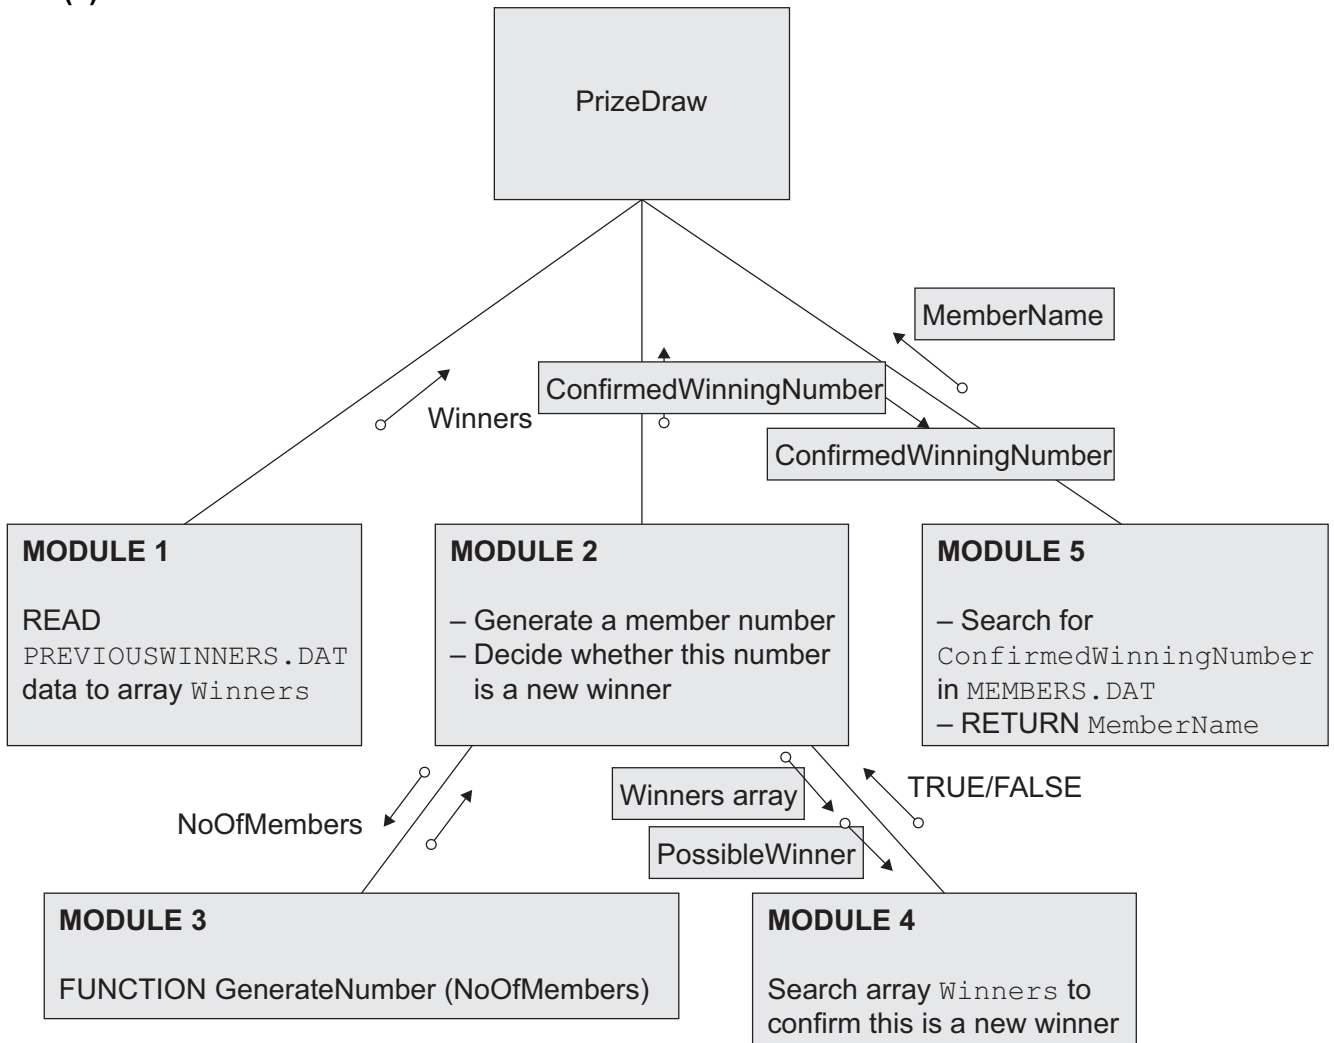 PrizeDraw
MemberName
ConfirmedWinningNumber
Winners
ConfirmedWinningNumber
MODULE 1
READ
PREVIOUSWINNERS.DAT
data to array Winners
MODULE 2
– Generate a member number
– Decide whether this number
is a new winner
MODULE 5
– Search for
ConfirmedWinningNumber
in MEMBERS.DAT
– RETURN MemberName
NoOfMembers
Winners array
TRUE/FALSE
PossibleWinner
MODULE 3
FUNCTION GenerateNumber (NoOfMembers)
MODULE 4
Search array Winners to
confirm this is a new winner